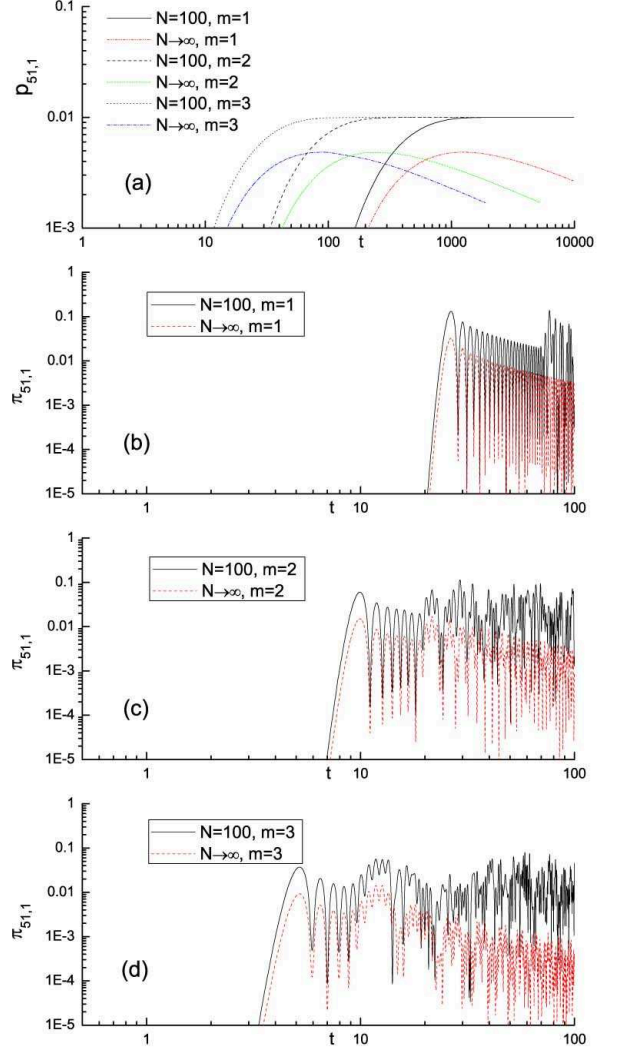 0.1
0.01
1E-3
p51,1
N=100, m=1
N→∞, m=1
N=100, m=2
N→∞, m=2
N=100, m=3
N→∞, m=3
(a)
1 10 100 t 1000 10000
1
0.1
0.01
1E-3
1E-4
1E-5
π51,1
N=100, m=1
N→∞, m=1
(b)
1 t 10 100
1
0.1
0.01
1E-3
1E-4
1E-5
π51,1
N=100, m=2
N→∞, m=2
(c)
1 t 10 100
1
0.1
0.01
1E-3
1E-4
1E-5
π51,1
N=100, m=3
N→∞, m=3
(d)
1 t 10 100